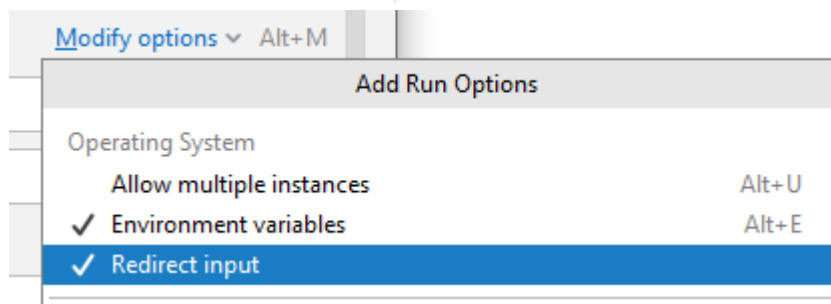 Modify options Alt+M
Add Run Options
Operating System
Allow multiple instances Alt+U
Environment variables Alt+E
Redirect input